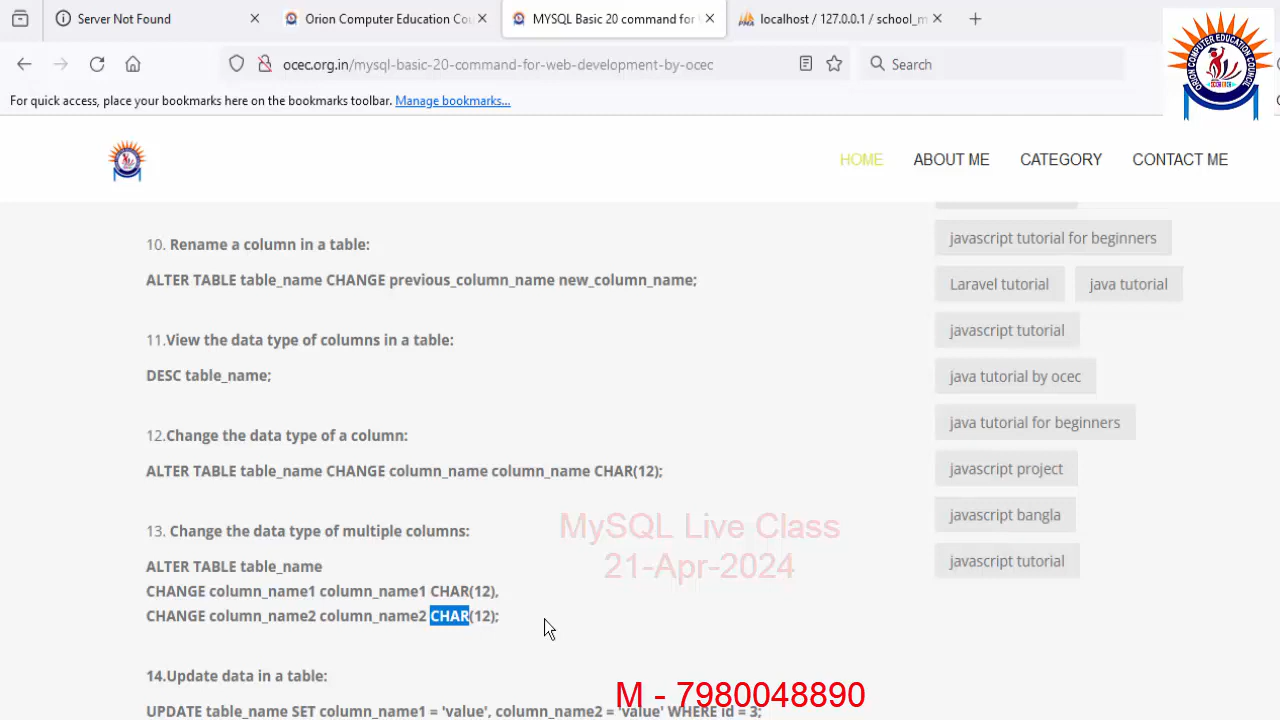 Server Not Found
Orion Computer Education Cou
MYSQL Basic 20 command for
localhost / 127.0.0.1 / school_m
ocec.org.in/mysql-basic-20-command-for-web-development-by-ocec
Search
For quick access, place your bookmarks here on the bookmarks toolbar. Manage bookmarks...
ORION COMPUTER EDUCATION COUNCIL
HOME
ABOUT ME
CATEGORY
CONTACT ME
10. Rename a column in a table:
ALTER TABLE table_name CHANGE previous_column_name new_column_name;
11.View the data type of columns in a table:
DESC table_name;
12.Change the data type of a column:
ALTER TABLE table_name CHANGE column_name column_name CHAR(12);
13. Change the data type of multiple columns:
ALTER TABLE table_name
CHANGE column_name1 column_name1 CHAR(12),
CHANGE column_name2 column_name2 CHAR(12);
14.Update data in a table:
UPDATE table_name SET column_name1 = 'value', column_name2 = 'value' WHERE id = 3;
javascript tutorial for beginners
Laravel tutorial
java tutorial
javascript tutorial
java tutorial by ocec
java tutorial for beginners
javascript project
javascript bangla
javascript tutorial
MySQL Live Class
21-Apr-2024
M - 7980048890